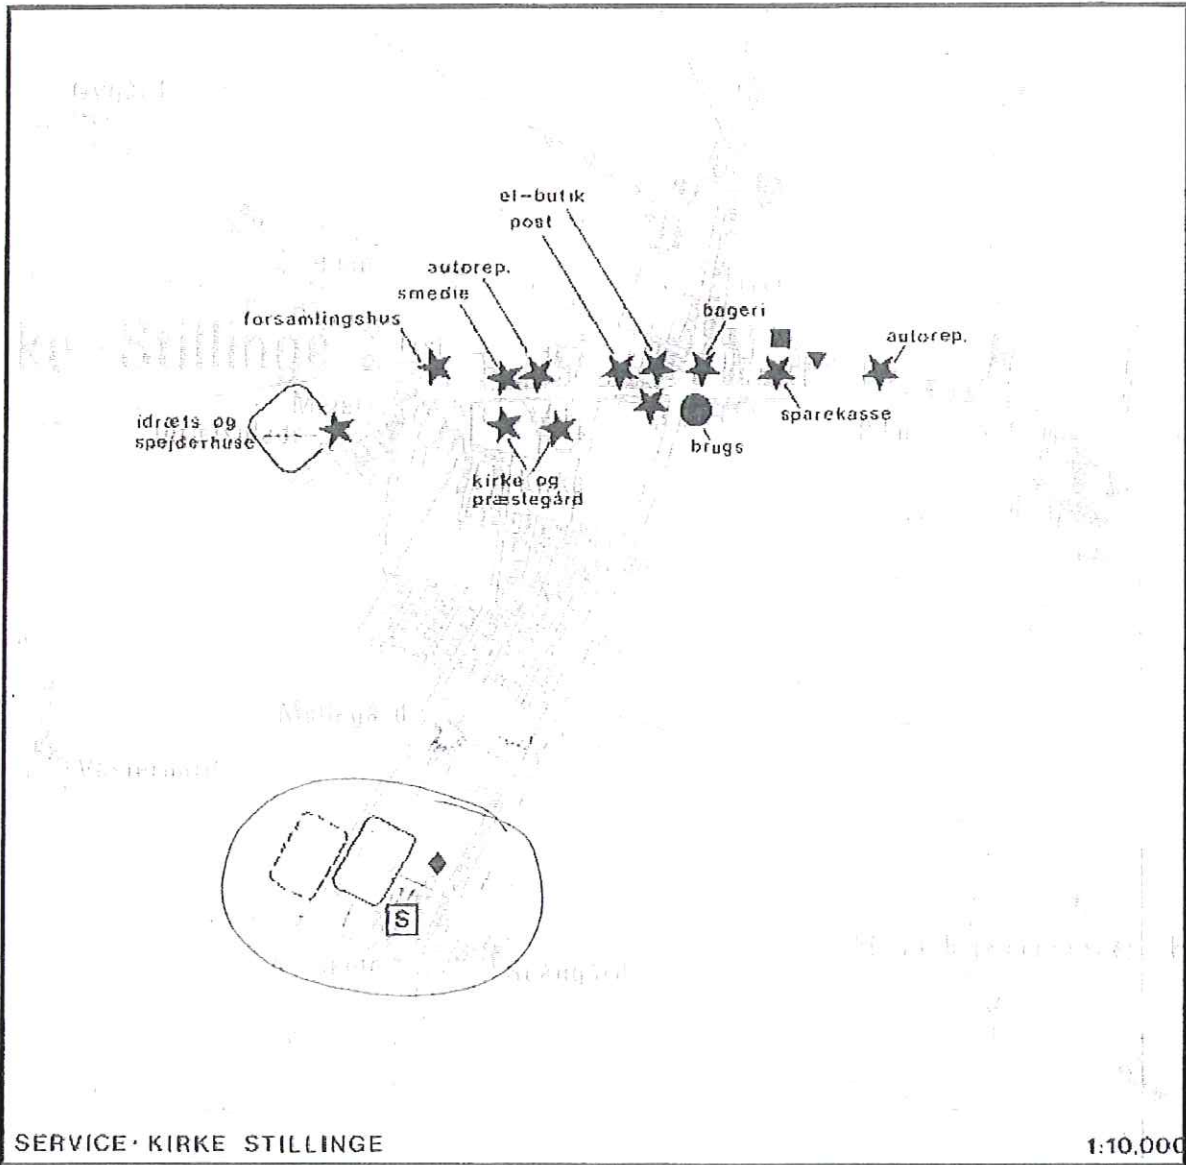 el-butik
post
autorep.
smedie
forsamlingshus
bageri
autorep.
idræts og
spejderhuse
sparekasse
brugs
kirke og
præstegård
Stillinge
S
SERVICE · KIRKE STILLINGE
1:10.000